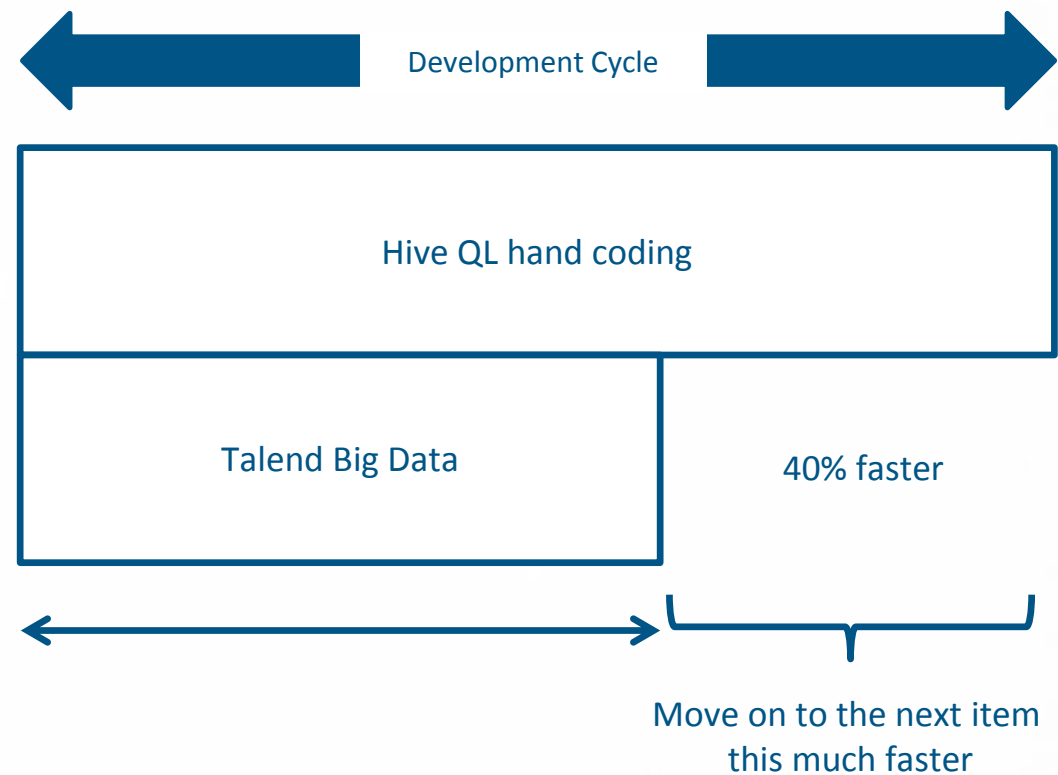 Development Cycle
Hive QL hand coding
Talend Big Data
40% faster
Move on to the next item
this much faster